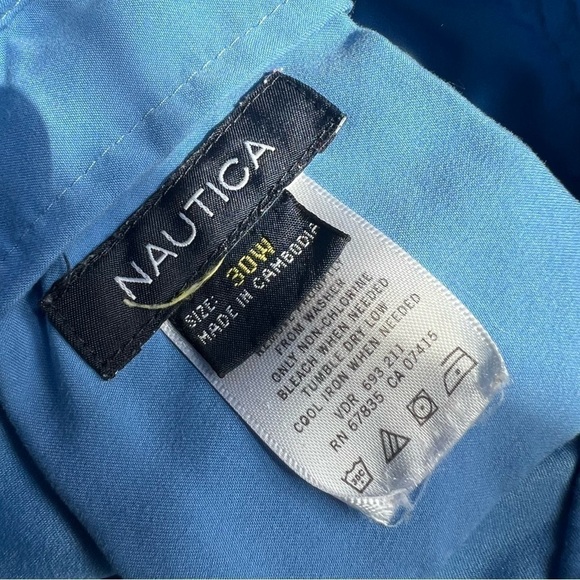 NAUTICA
SIZE: 30W
MADE IN CAMBODIA
FROM WASHER
ONLY NON-CHLORINE
BLEACH WHEN NEEDED
TUMBLE DRY LOW
COOL IRON WHEN NEEDED
VDR 693 211
RN 67835 CA 07415